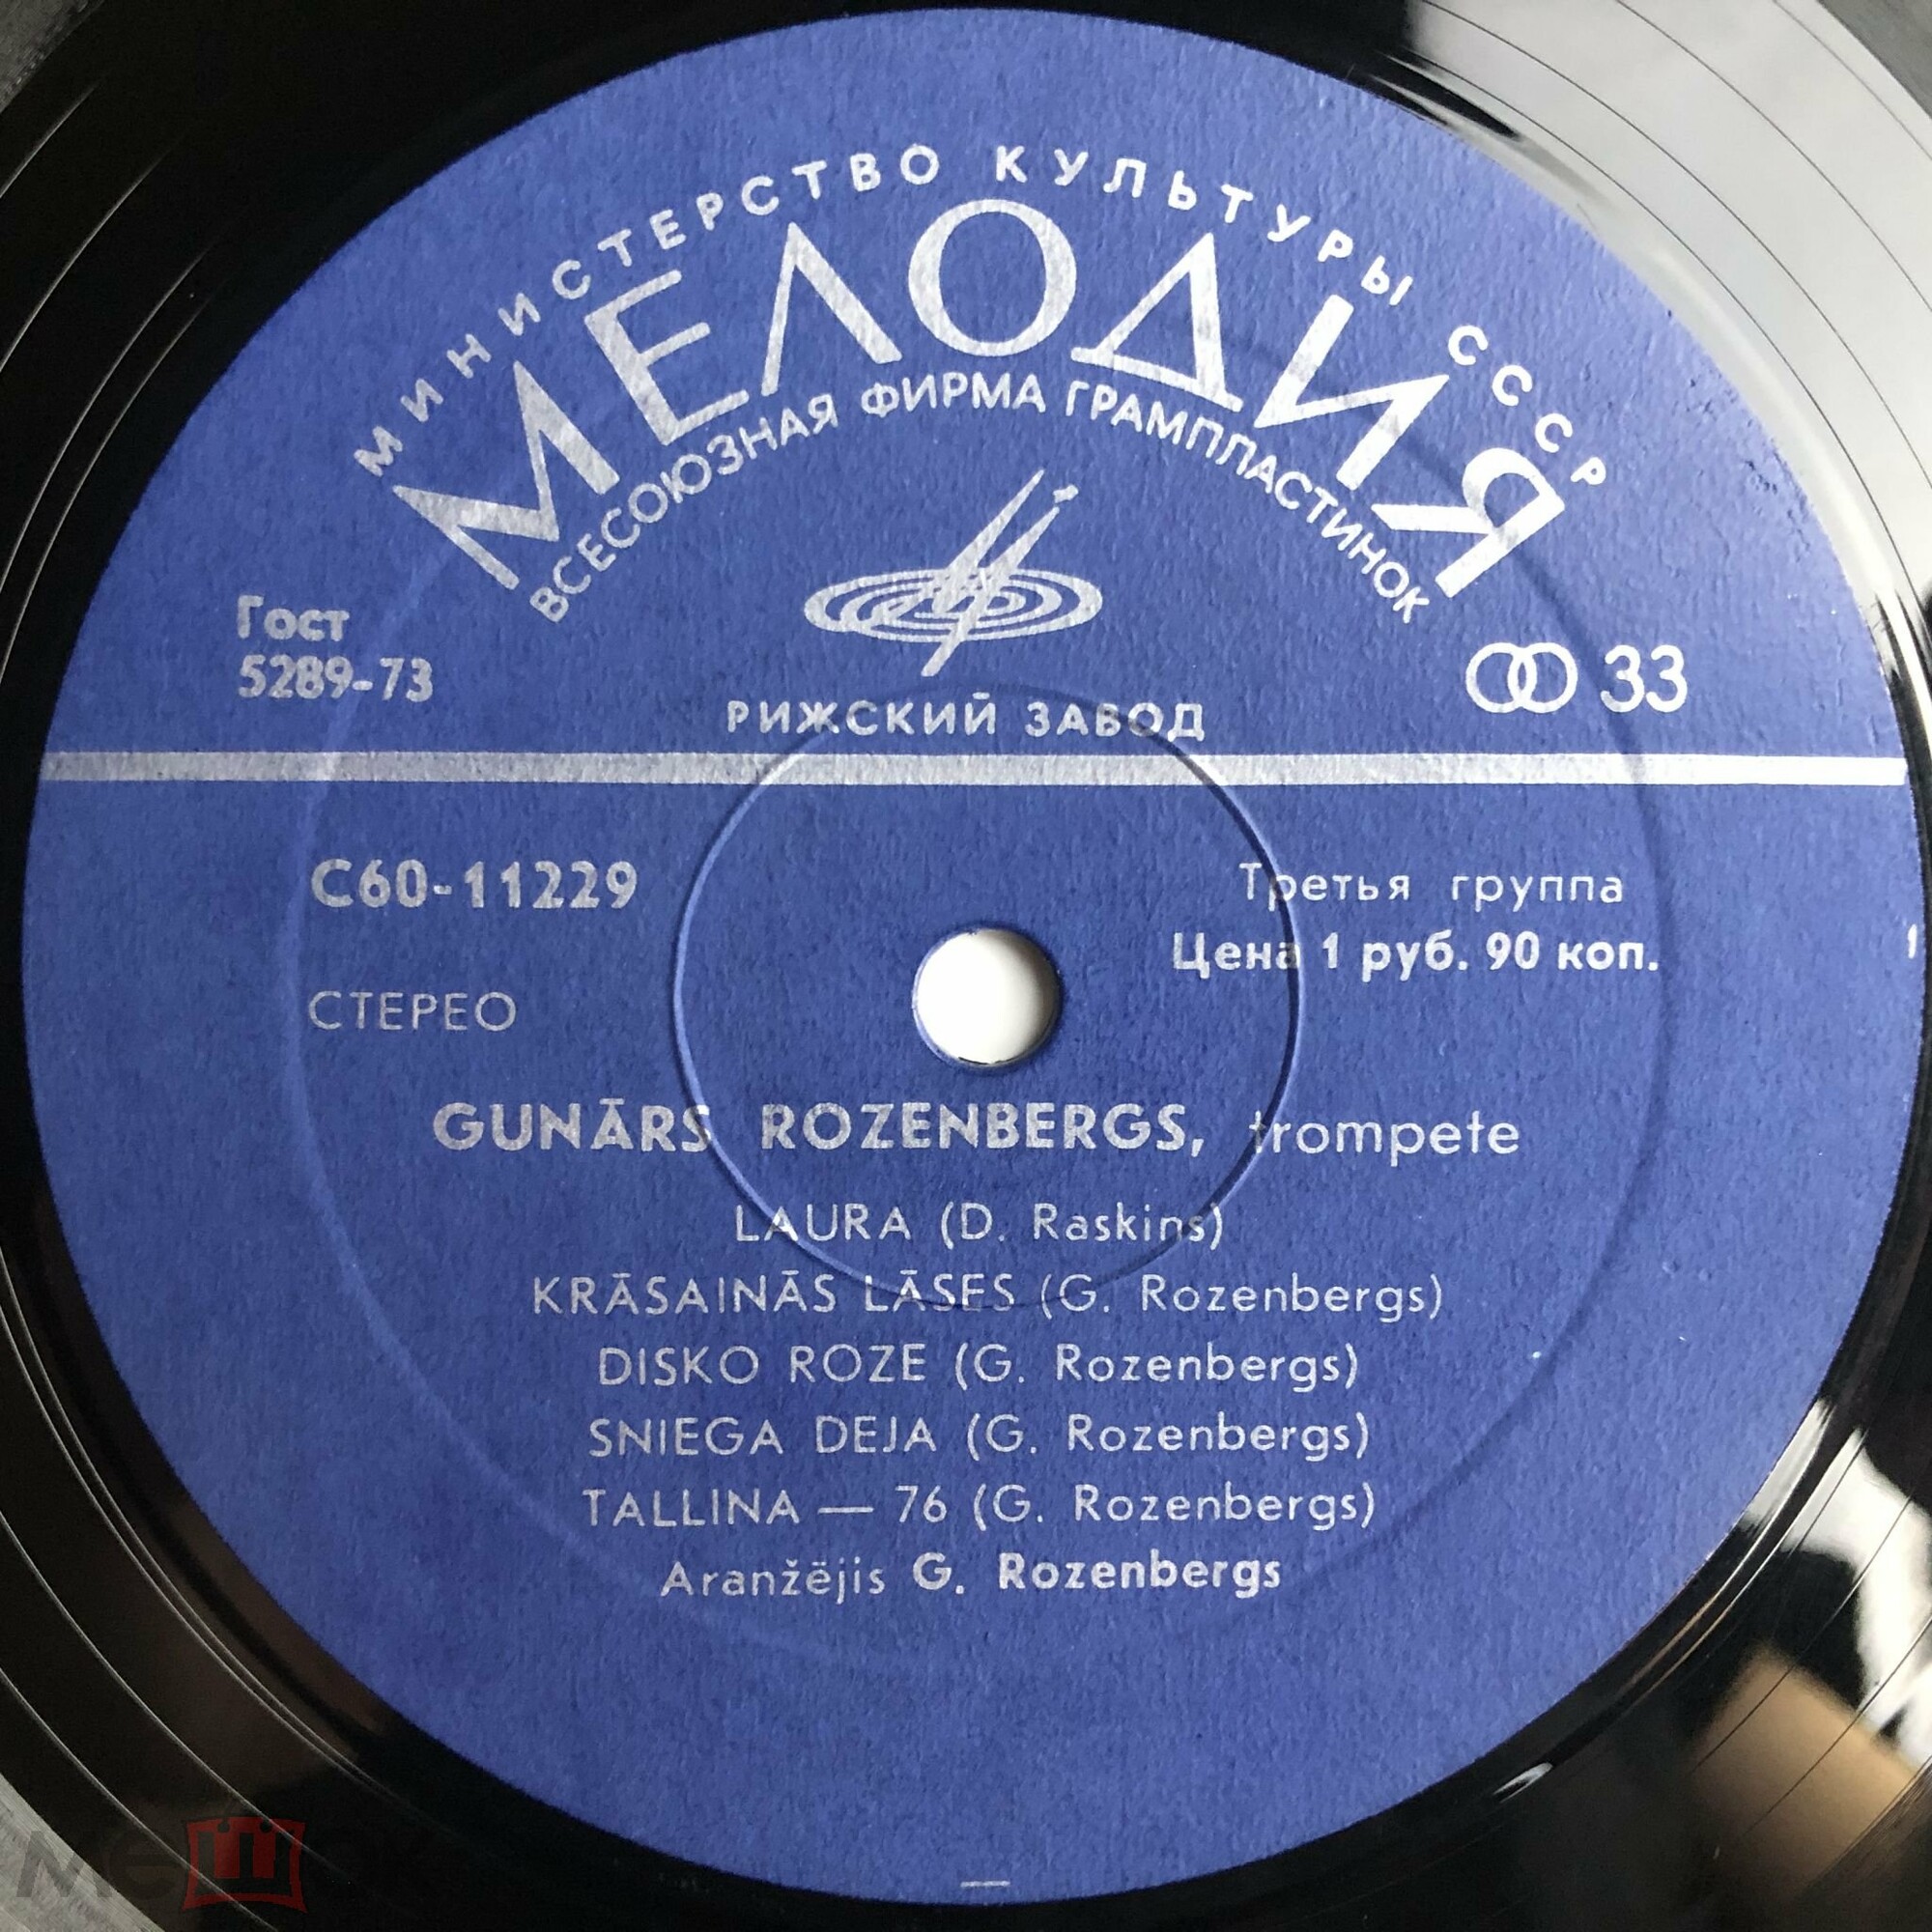 МИНИСТЕРСТВО КУЛЬТУРЫ СССР
МЕЛОДИЯ
ВСЕСОЮЗНАЯ ФИРМА ГРАМПЛАСТИНОК
Гост
5289-73
33
РИЖСКИЙ ЗАВОД
С60-11229
Третья группа
Цена 1 руб. 90 коп.
СТЕРЕО
GUNĀRS ROZENBERGS, trompete
LAURA (D. Raskins)
KRĀSAINĀS LĀSES (G. Rozenbergs)
DISKO ROZE (G. Rozenbergs)
SNIEGA DEJA (G. Rozenbergs)
TALLINA — 76 (G. Rozenbergs)
Aranžējis G. Rozenbergs
мешок